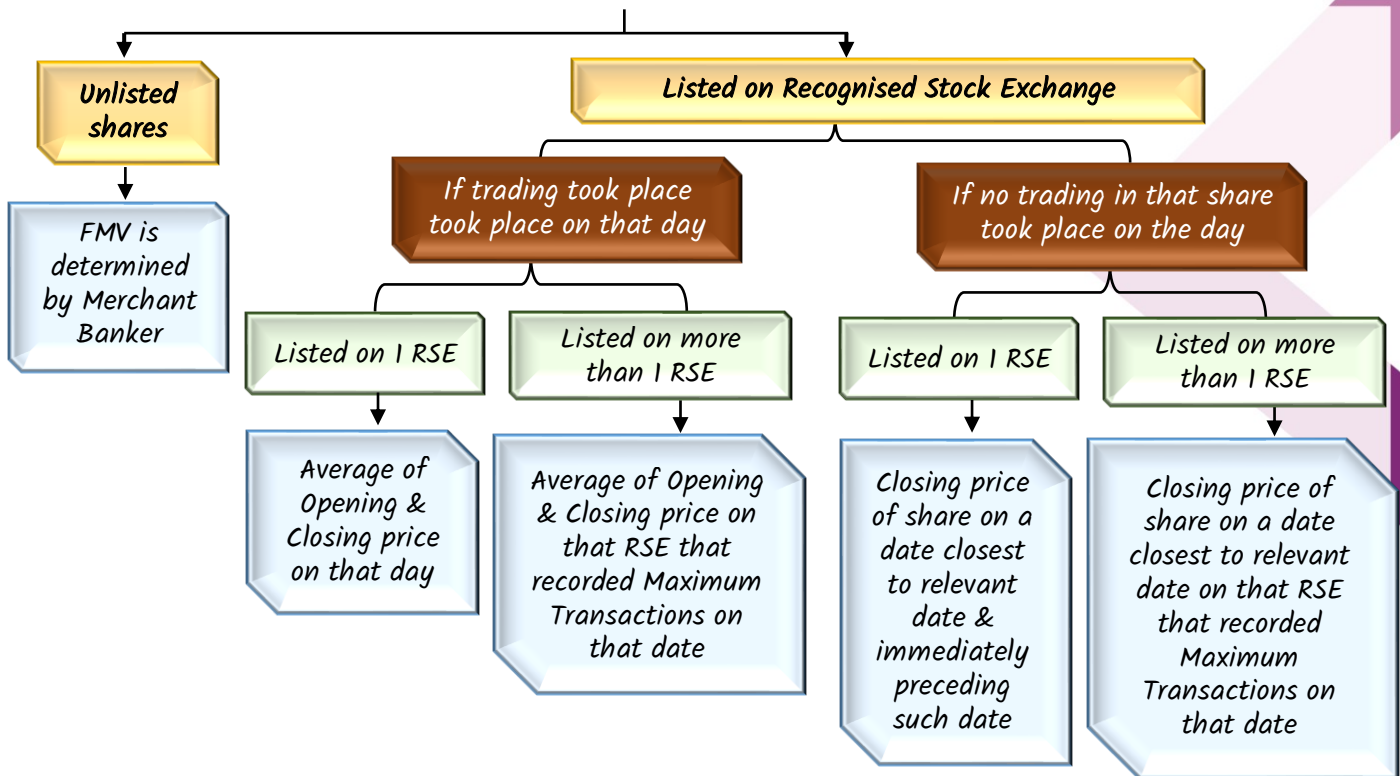 Unlisted
shares
Listed on Recognised Stock Exchange
FMV is
determined
by Merchant
Banker
If trading took place
took place on that day
If no trading in that share
took place on the day
Listed on 1 RSE
Listed on more
than 1 RSE
Listed on 1 RSE
Listed on more
than 1 RSE
Average of
Opening &
Closing price
on that day
Average of Opening
& Closing price on
that RSE that
recorded Maximum
Transactions on
that date
Closing price
of share on a
date closest
to relevant
date &
immediately
preceding
such date
Closing price of
share on a date
closest to relevant
date on that RSE
that recorded
Maximum
Transactions on
that date